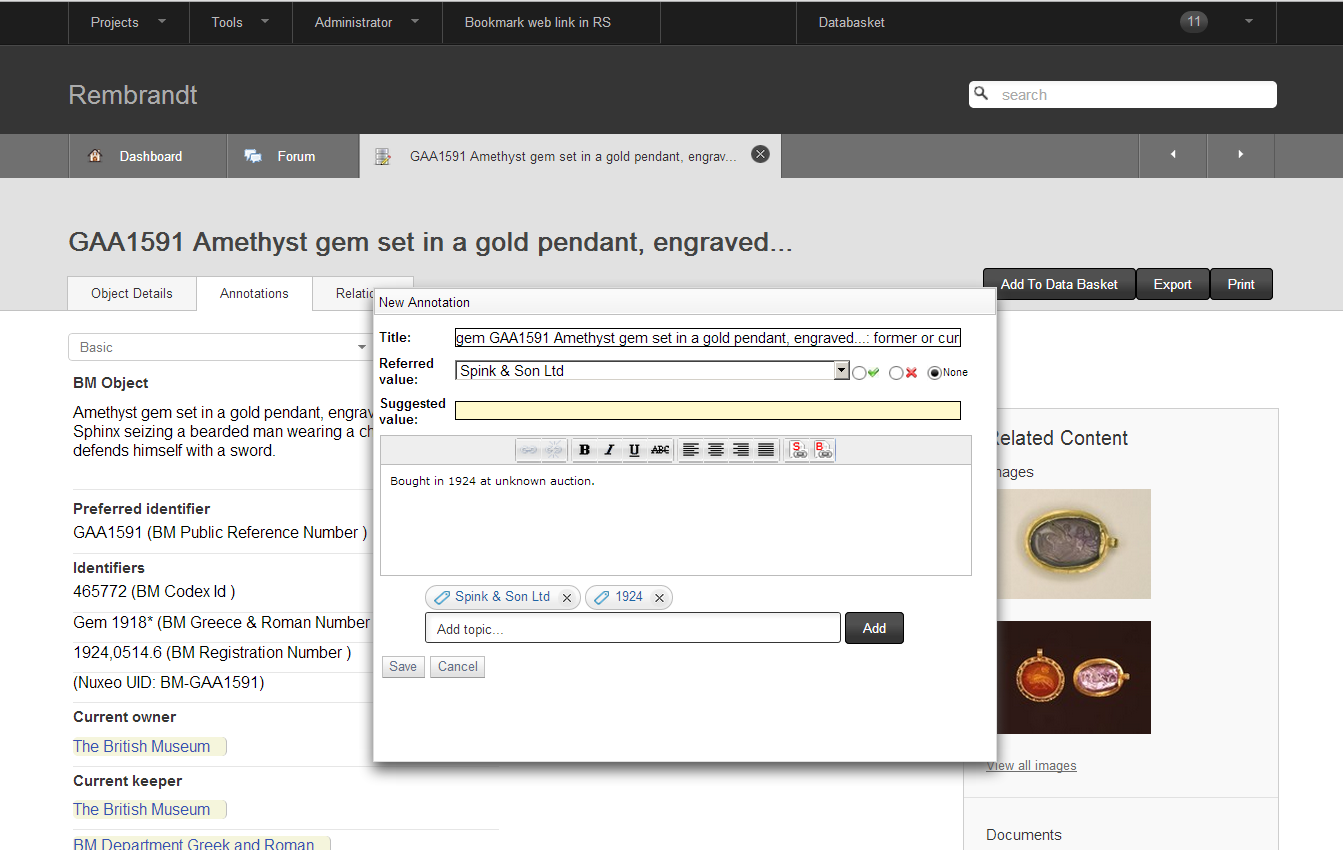 Projects Tools Administrator Bookmark web link in RS Databasket 11
Rembrandt
search
Dashboard Forum GAA1591 Amethyst gem set in a gold pendant, engrav...
GAA1591 Amethyst gem set in a gold pendant, engraved...
Object Details Annotations Relatio
Add To Data Basket Export Print
New Annotation
Title: gem GAA1591 Amethyst gem set in a gold pendant, engraved...: former or cur
Referred
value:
Spink & Son Ltd
None
Suggested
value:
B I U ABC S B
Bought in 1924 at unknown auction.
Spink & Son Ltd 1924
Add topic... Add
Save Cancel
Basic
BM Object
Amethyst gem set in a gold pendant, engrav
Sphinx seizing a bearded man wearing a ch
defends himself with a sword.
Preferred identifier
GAA1591 (BM Public Reference Number )
Identifiers
465772 (BM Codex Id )
Gem 1918* (BM Greece & Roman Number
1924,0514.6 (BM Registration Number )
(Nuxeo UID: BM-GAA1591)
Current owner
The British Museum
Current keeper
The British Museum
BM Department Greek and Roman
Related Content
mages
View all images
Documents